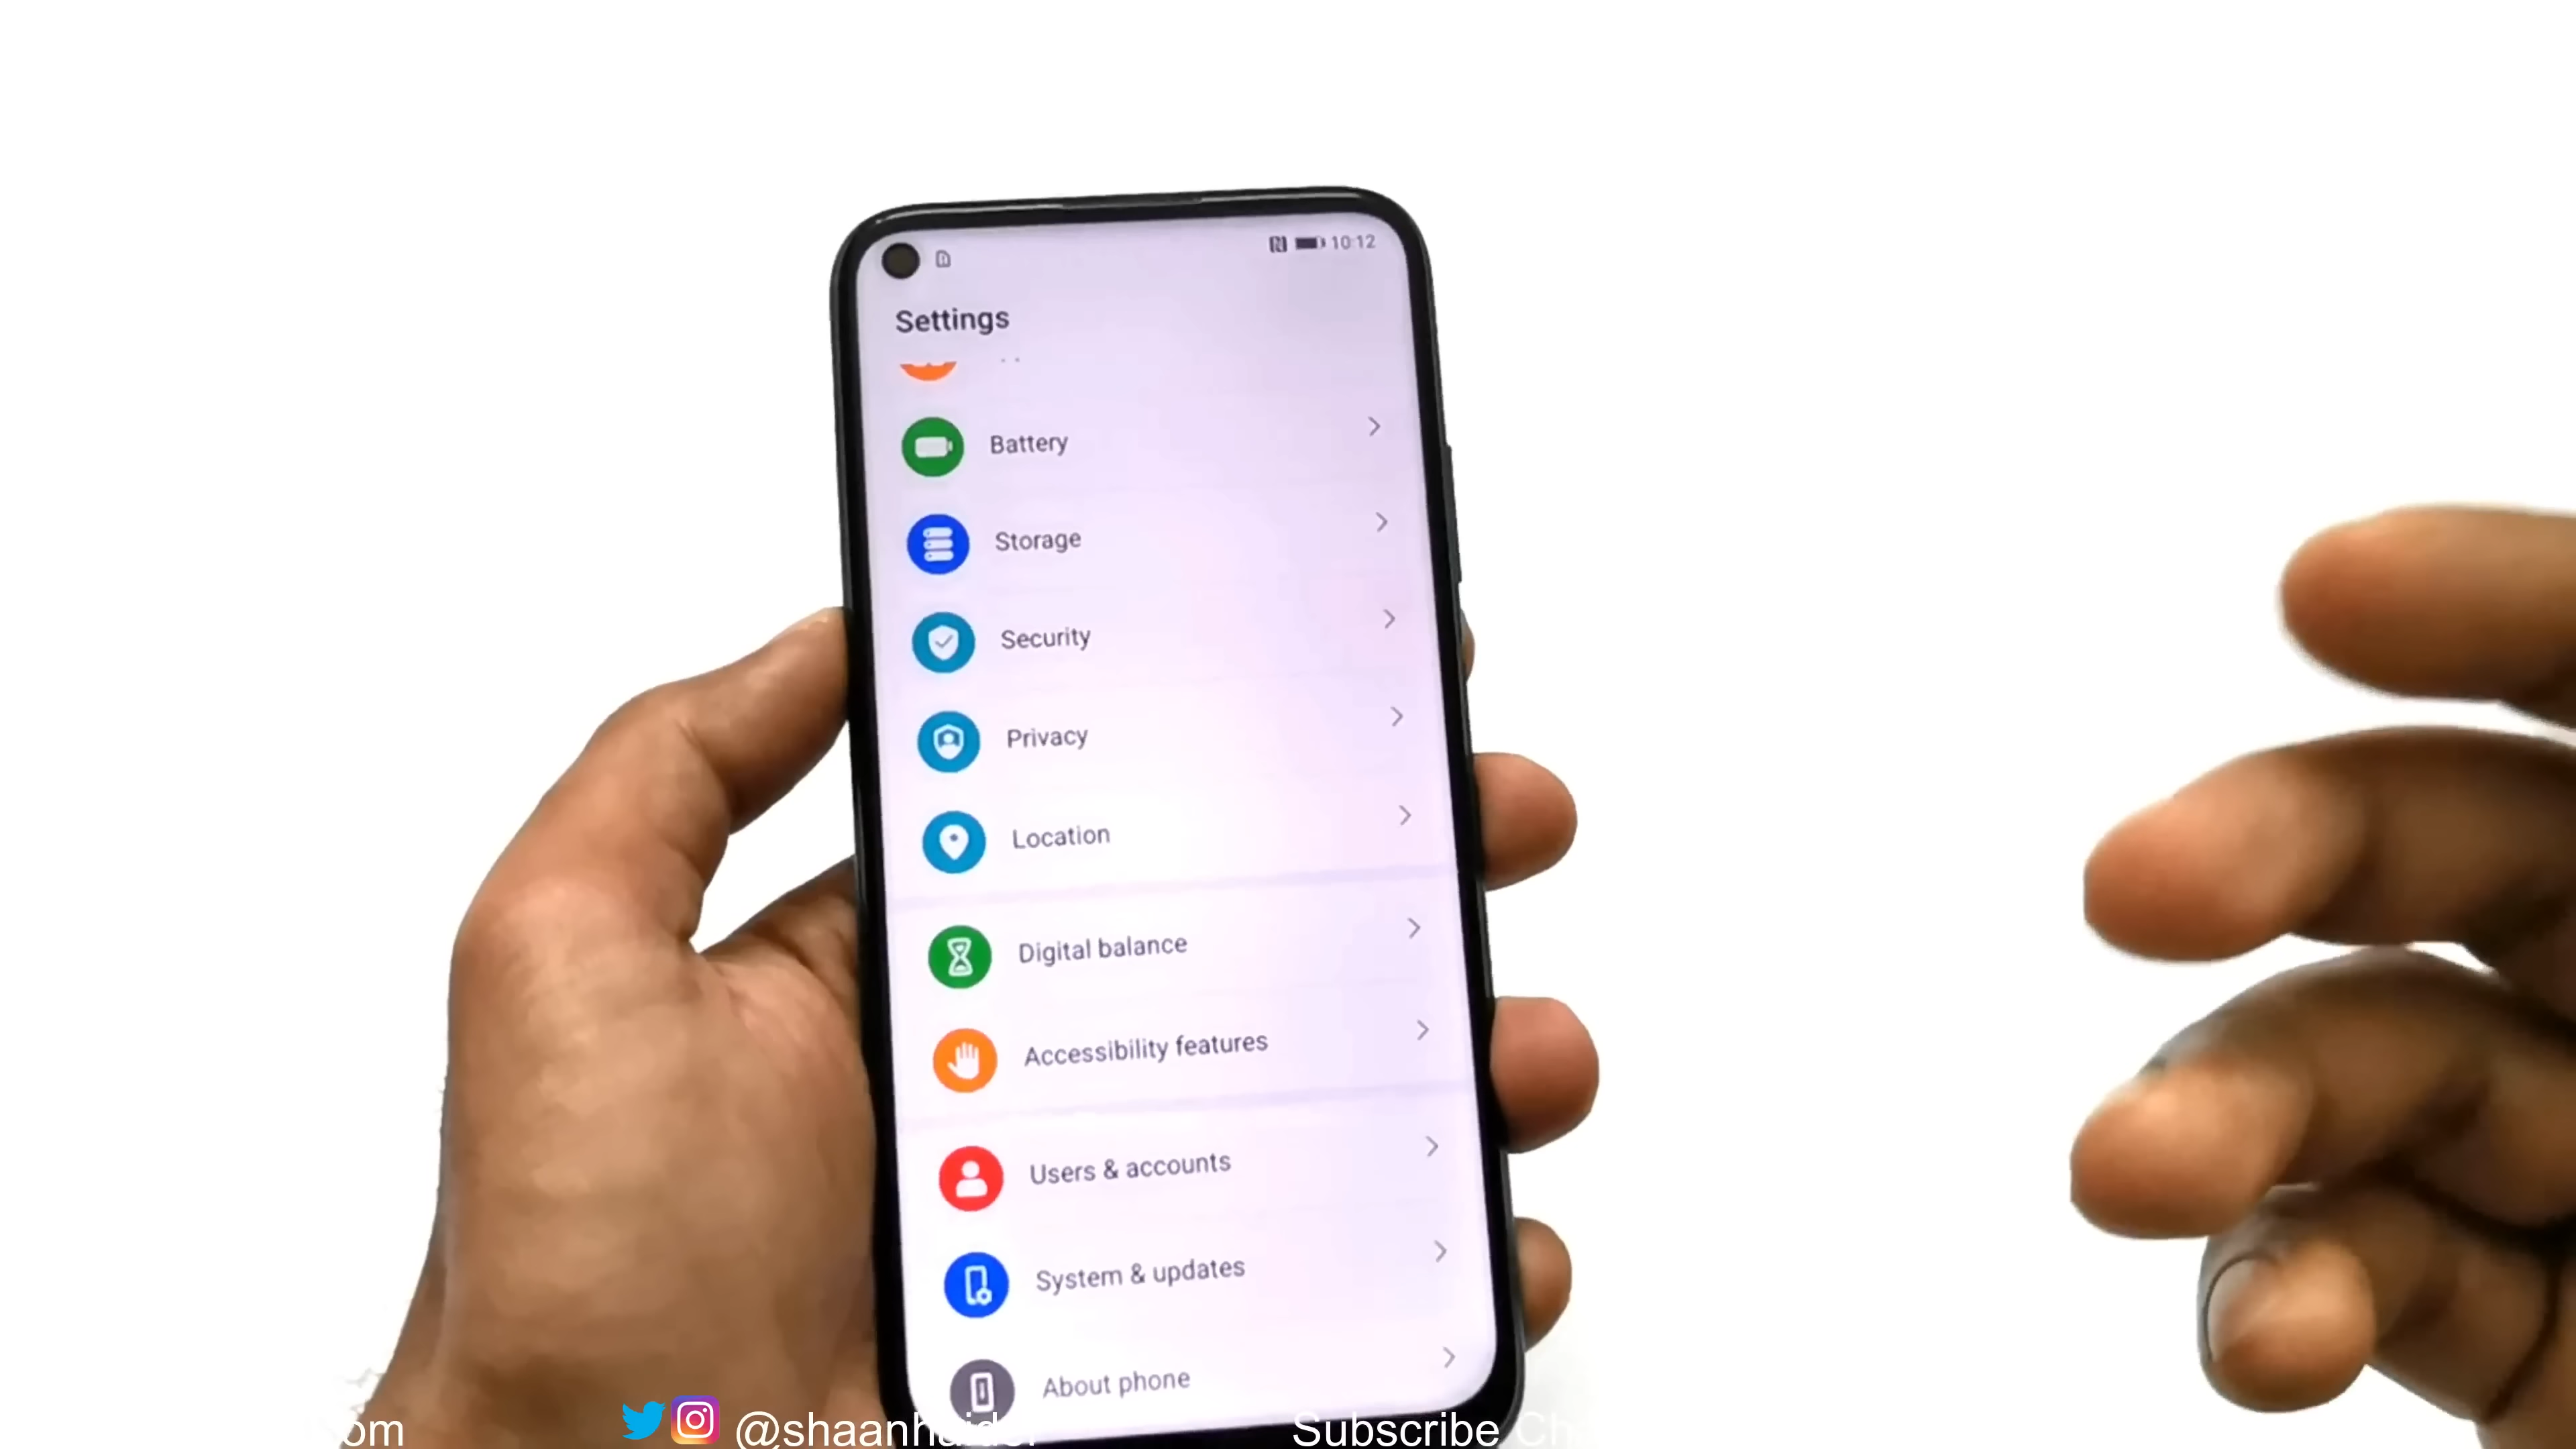 10:12
Settings
Battery
Storage
Security
Privacy
Location
Digital balance
Accessibility features
Users & accounts
System & updates
About phone
om @shaanhaider Subscribe Ch